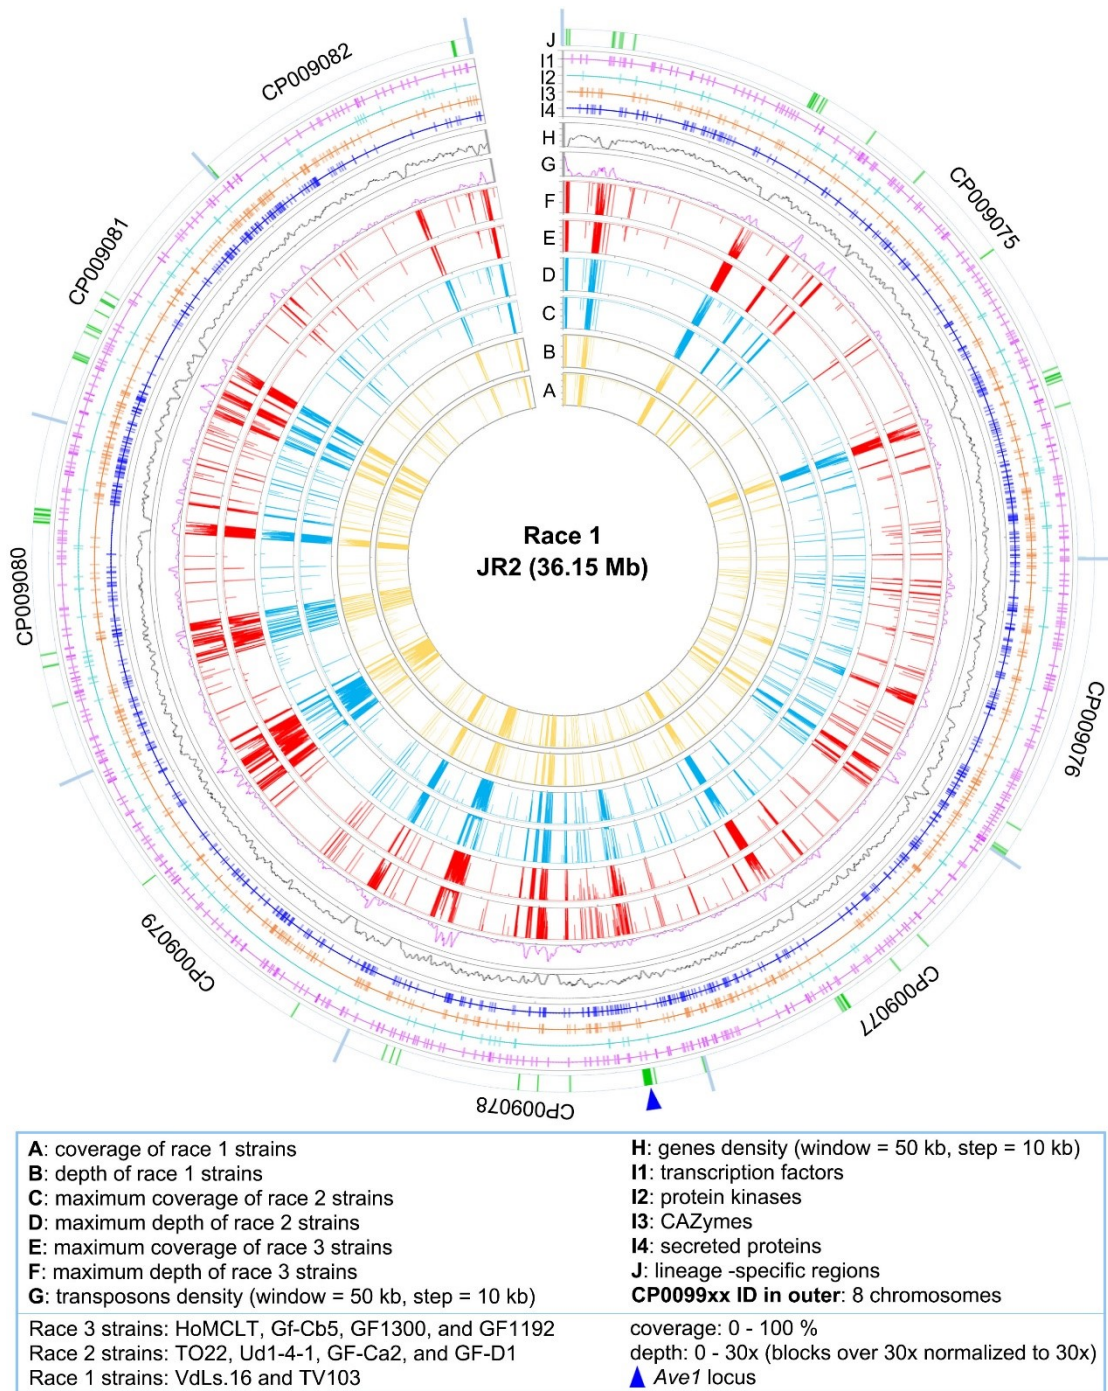 CP009082
J
I1
I2
I3
I4
H
G
F
E
D
C
B
A
CP009075
CP009081
Race 1
JR2 (36.15 Mb)
CP009080
CP009076
CP009079
CP009077
CP009078
A: coverage of race 1 strains
B: depth of race 1 strains
C: maximum coverage of race 2 strains
D: maximum depth of race 2 strains
E: maximum coverage of race 3 strains
F: maximum depth of race 3 strains
G: transposons density (window = 50 kb, step = 10 kb)
H: genes density (window = 50 kb, step = 10 kb)
I1: transcription factors
I2: protein kinases
I3: CAZymes
I4: secreted proteins
J: lineage -specific regions
CP0099xx ID in outer: 8 chromosomes
Race 3 strains: HoMCLT, Gf-Cb5, GF1300, and GF1192
Race 2 strains: TO22, Ud1-4-1, GF-Ca2, and GF-D1
Race 1 strains: VdLs.16 and TV103
coverage: 0 - 100 %
depth: 0 - 30x (blocks over 30x normalized to 30x)
Ave1 locus